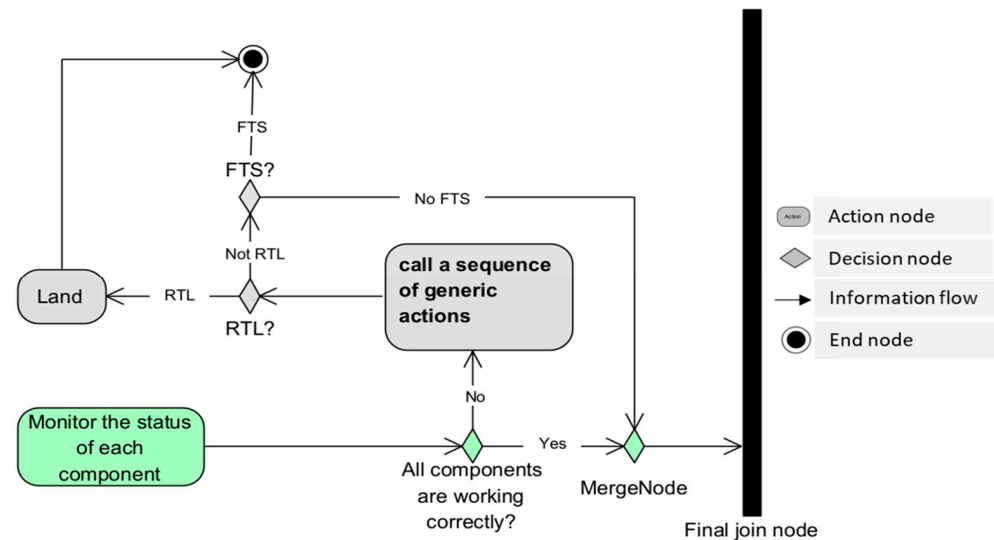 FTS
FTS?
No FTS
Not RTL
call a sequence
of generic
actions
Land
RTL
RTL?
No
Monitor the status
of each
component
Yes
All components
are working
correctly?
MergeNode
Final join node
Action
Action node
Decision node
Information flow
End node